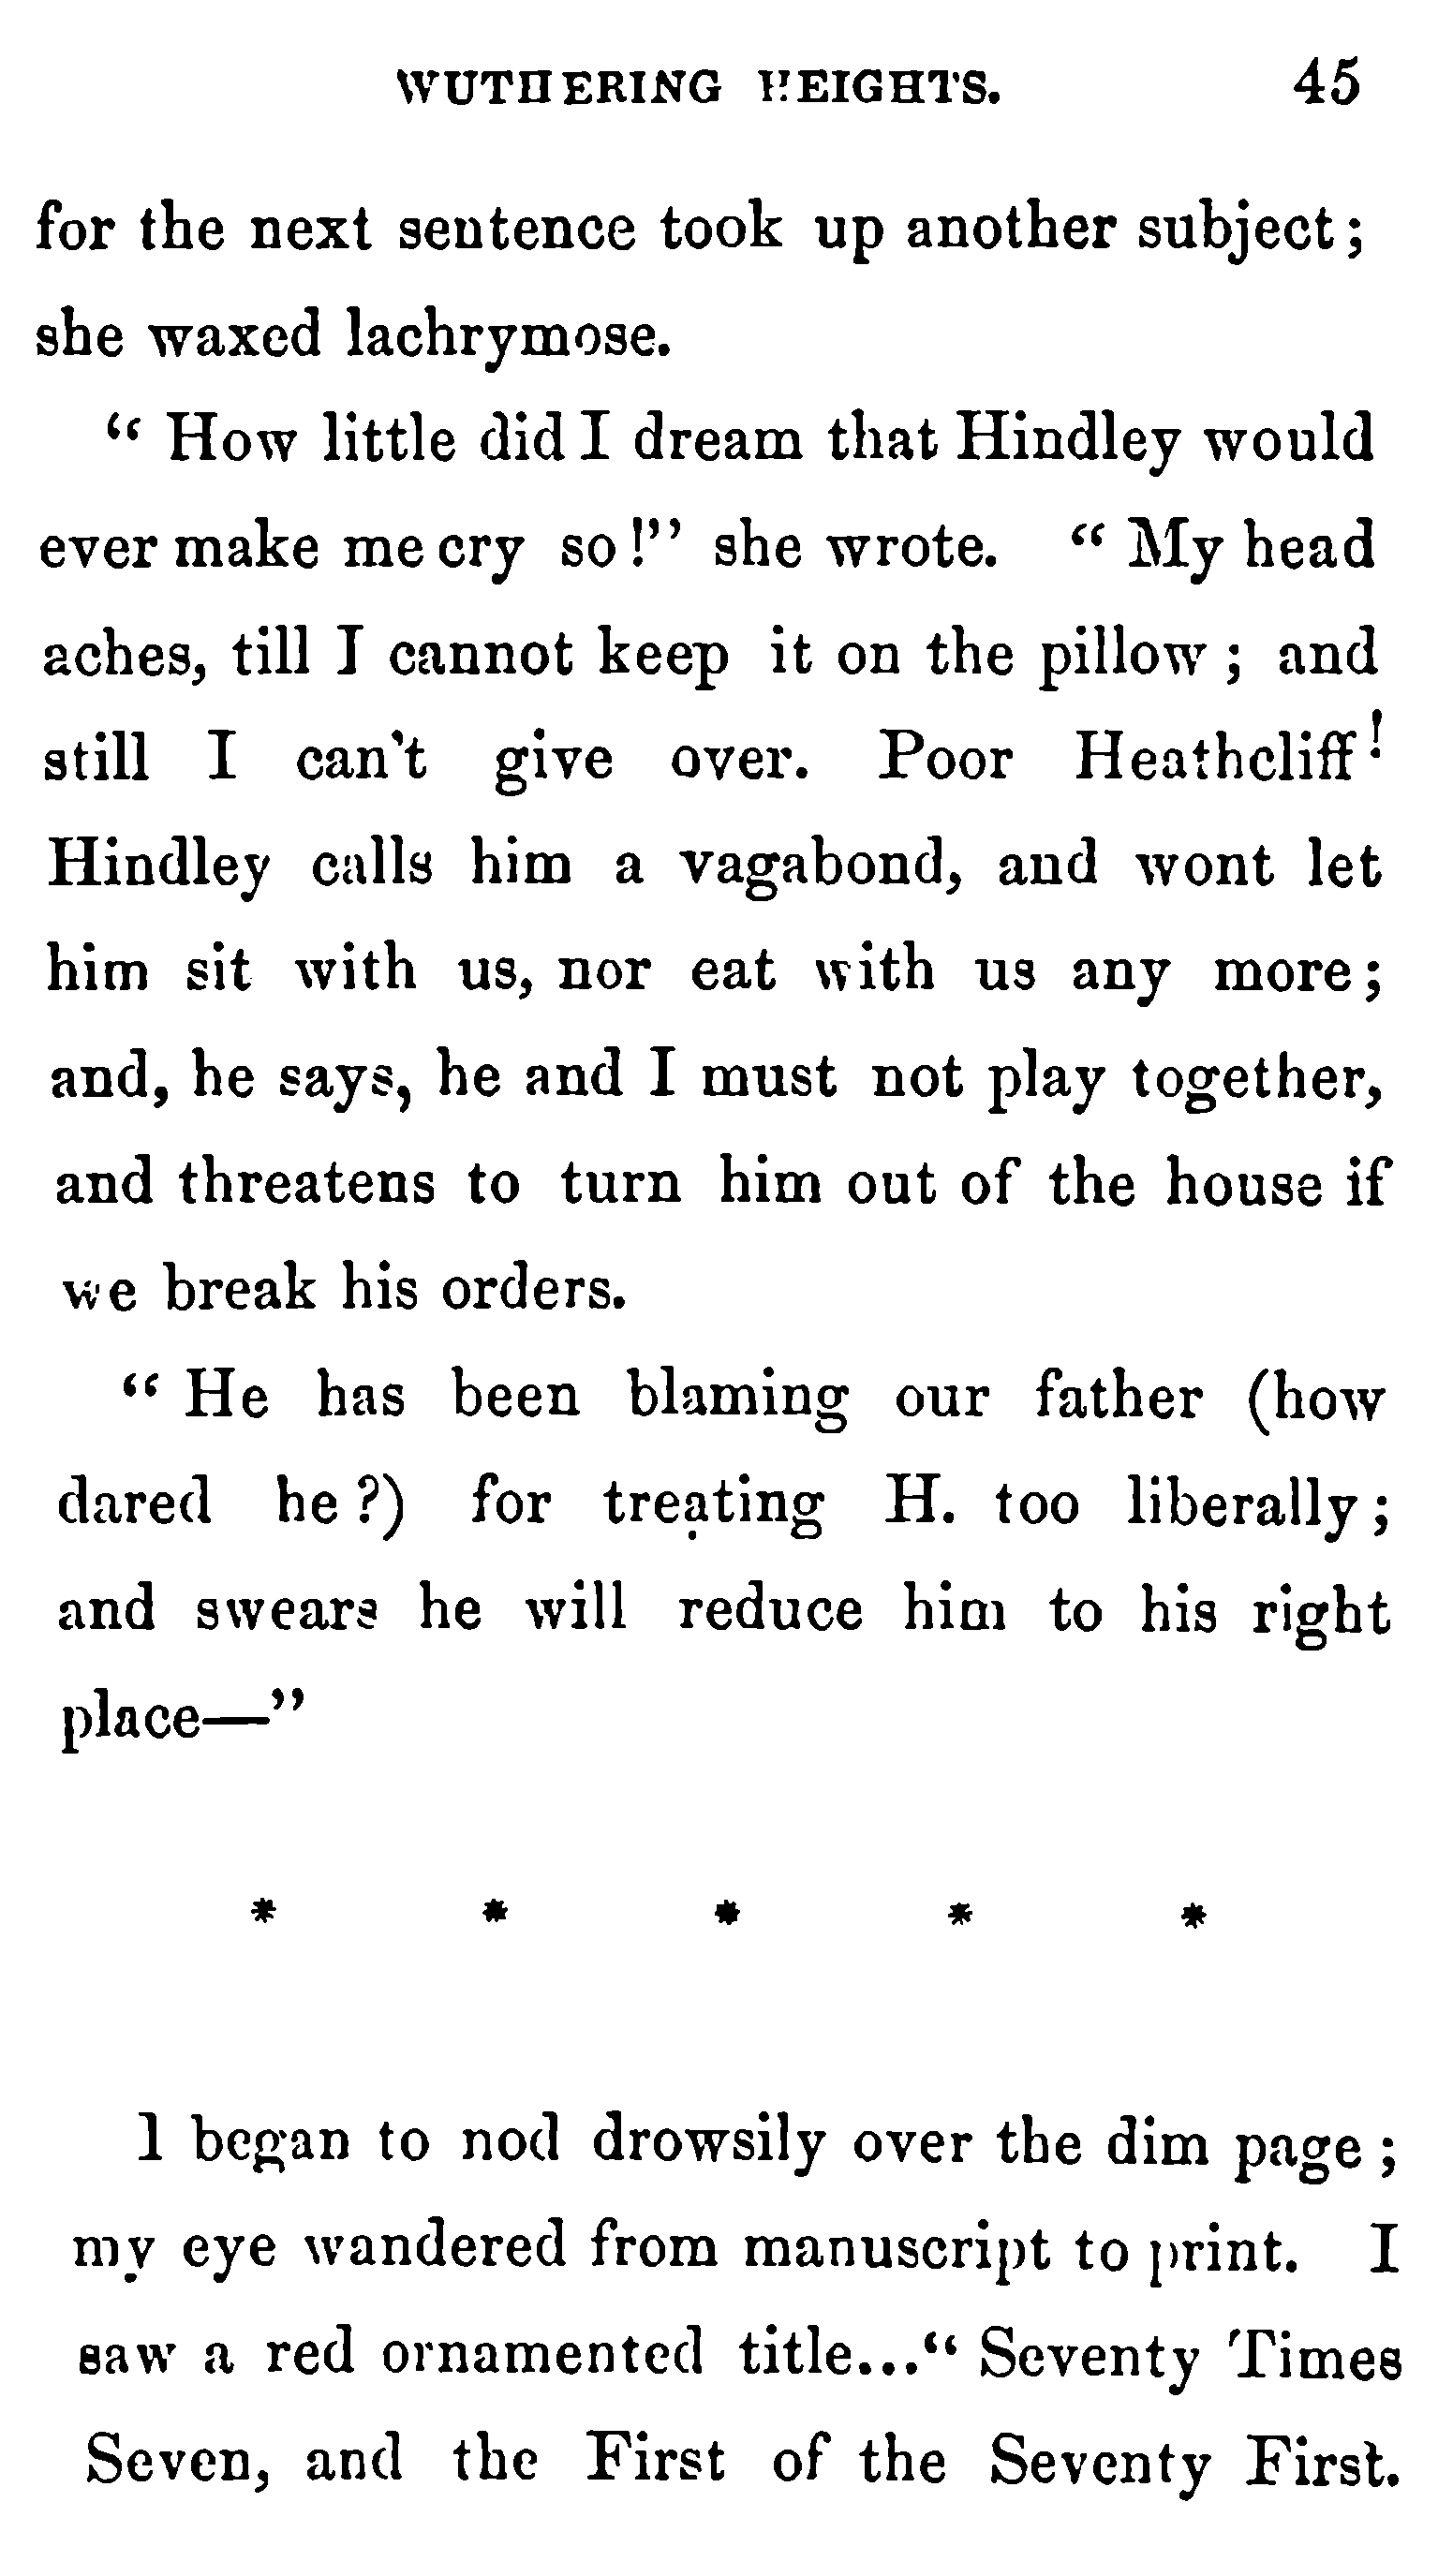 WUTHERING HEIGHTS. 45
for the next sentence took up another subject;
she waxed lachrymose.
“ How little did I dream that Hindley would
ever make me cry so!” she wrote. “ My head
aches, till I cannot keep it on the pillow ; and
still I can't give over. Poor Heathcliff!
Hindley calls him a vagabond, and wont let
him sit with us, nor eat with us any more;
and, he says, he and I must not play together,
and threatens to turn him out of the house if
we break his orders.
“ He has been blaming our father (how
dared he ?) for treating H. too liberally;
and swears he will reduce him to his right
place—”
* * * * *
I began to nod drowsily over the dim page ;
my eye wandered from manuscript to print. I
saw a red ornamented title...“ Seventy Times
Seven, and the First of the Seventy First.